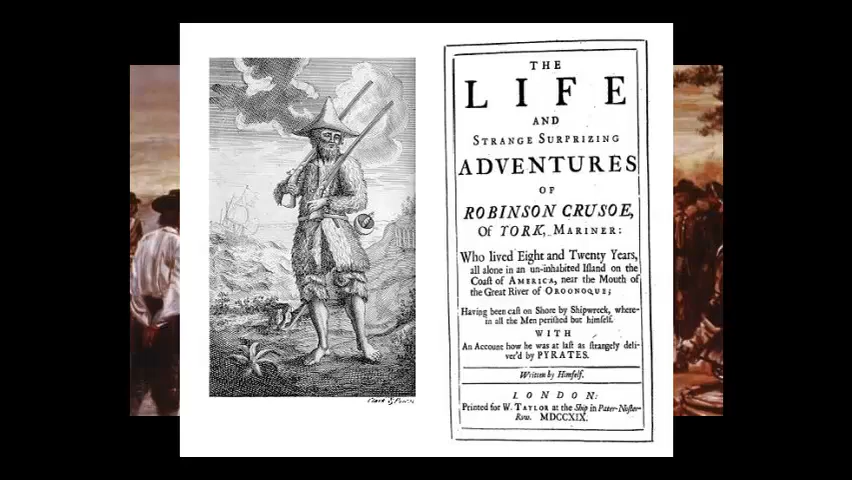 THE
LIFE
AND
STRANGE SURPRIZING
ADVENTURES
OF
ROBINSON CRUSOE,
Of YORK, MARINER:
Who lived Eight and Twenty Years,
all alone in an un-inhabited Iſland on the
Coaſt of AMERICA, near the Mouth of
the Great River of OROONOQUE;
Having been caſt on Shore by Shipwreck, where-
in all the Men periſhed but himſelf.
WITH
An Account how he was at laſt as ſtrangely deli-
ver'd by PYRATES.
Written by Himſelf.
LONDON:
Printed for W. TAYLOR at the Ship in Pater-Noſter-
Row. MDCCXIX.